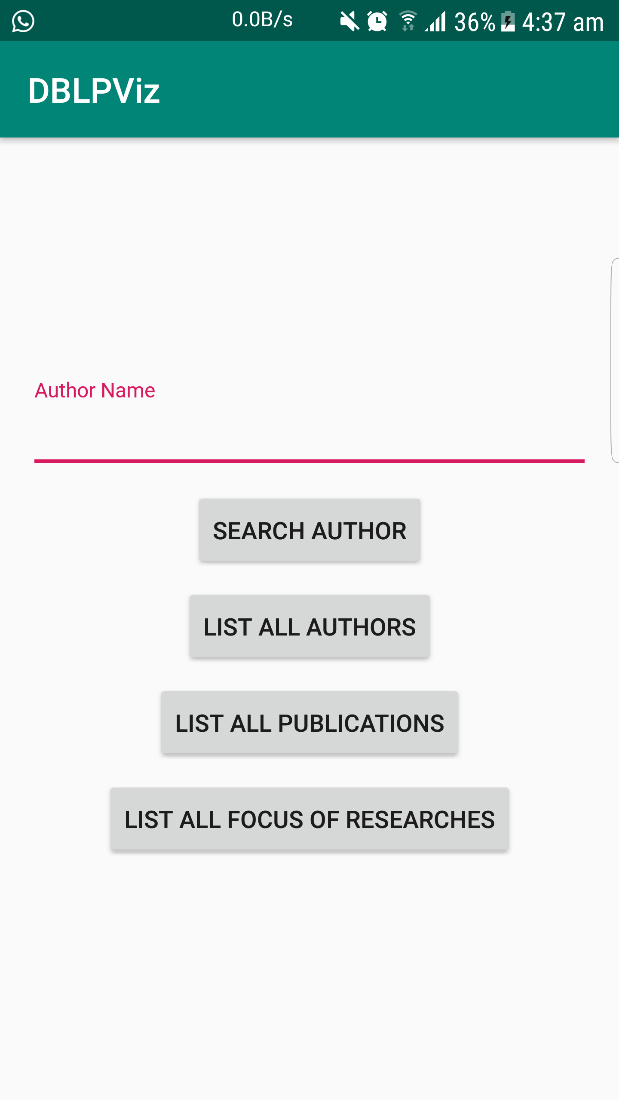 0.0B/s 36% 4:37 am
DBLPViz
Author Name
SEARCH AUTHOR
LIST ALL AUTHORS
LIST ALL PUBLICATIONS
LIST ALL FOCUS OF RESEARCHES